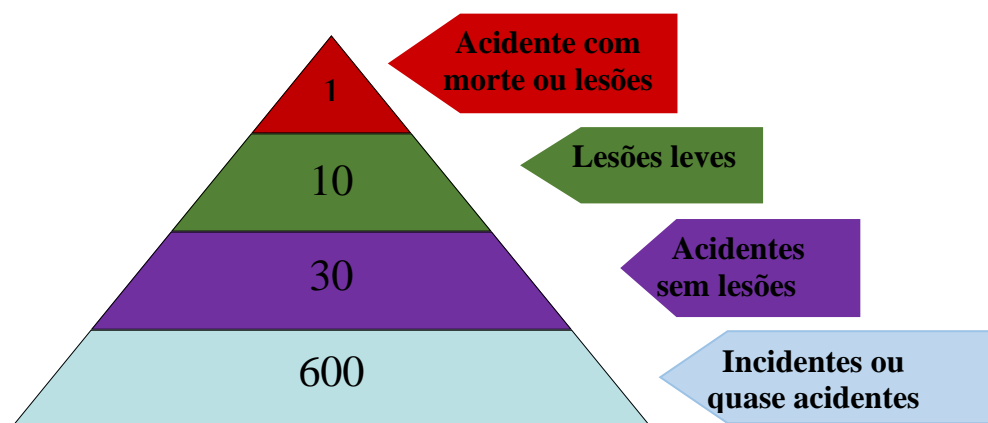 1
Acidente com
morte ou lesões
10
Lesões leves
30
Acidentes
sem lesões
600
Incidentes ou
quase acidentes